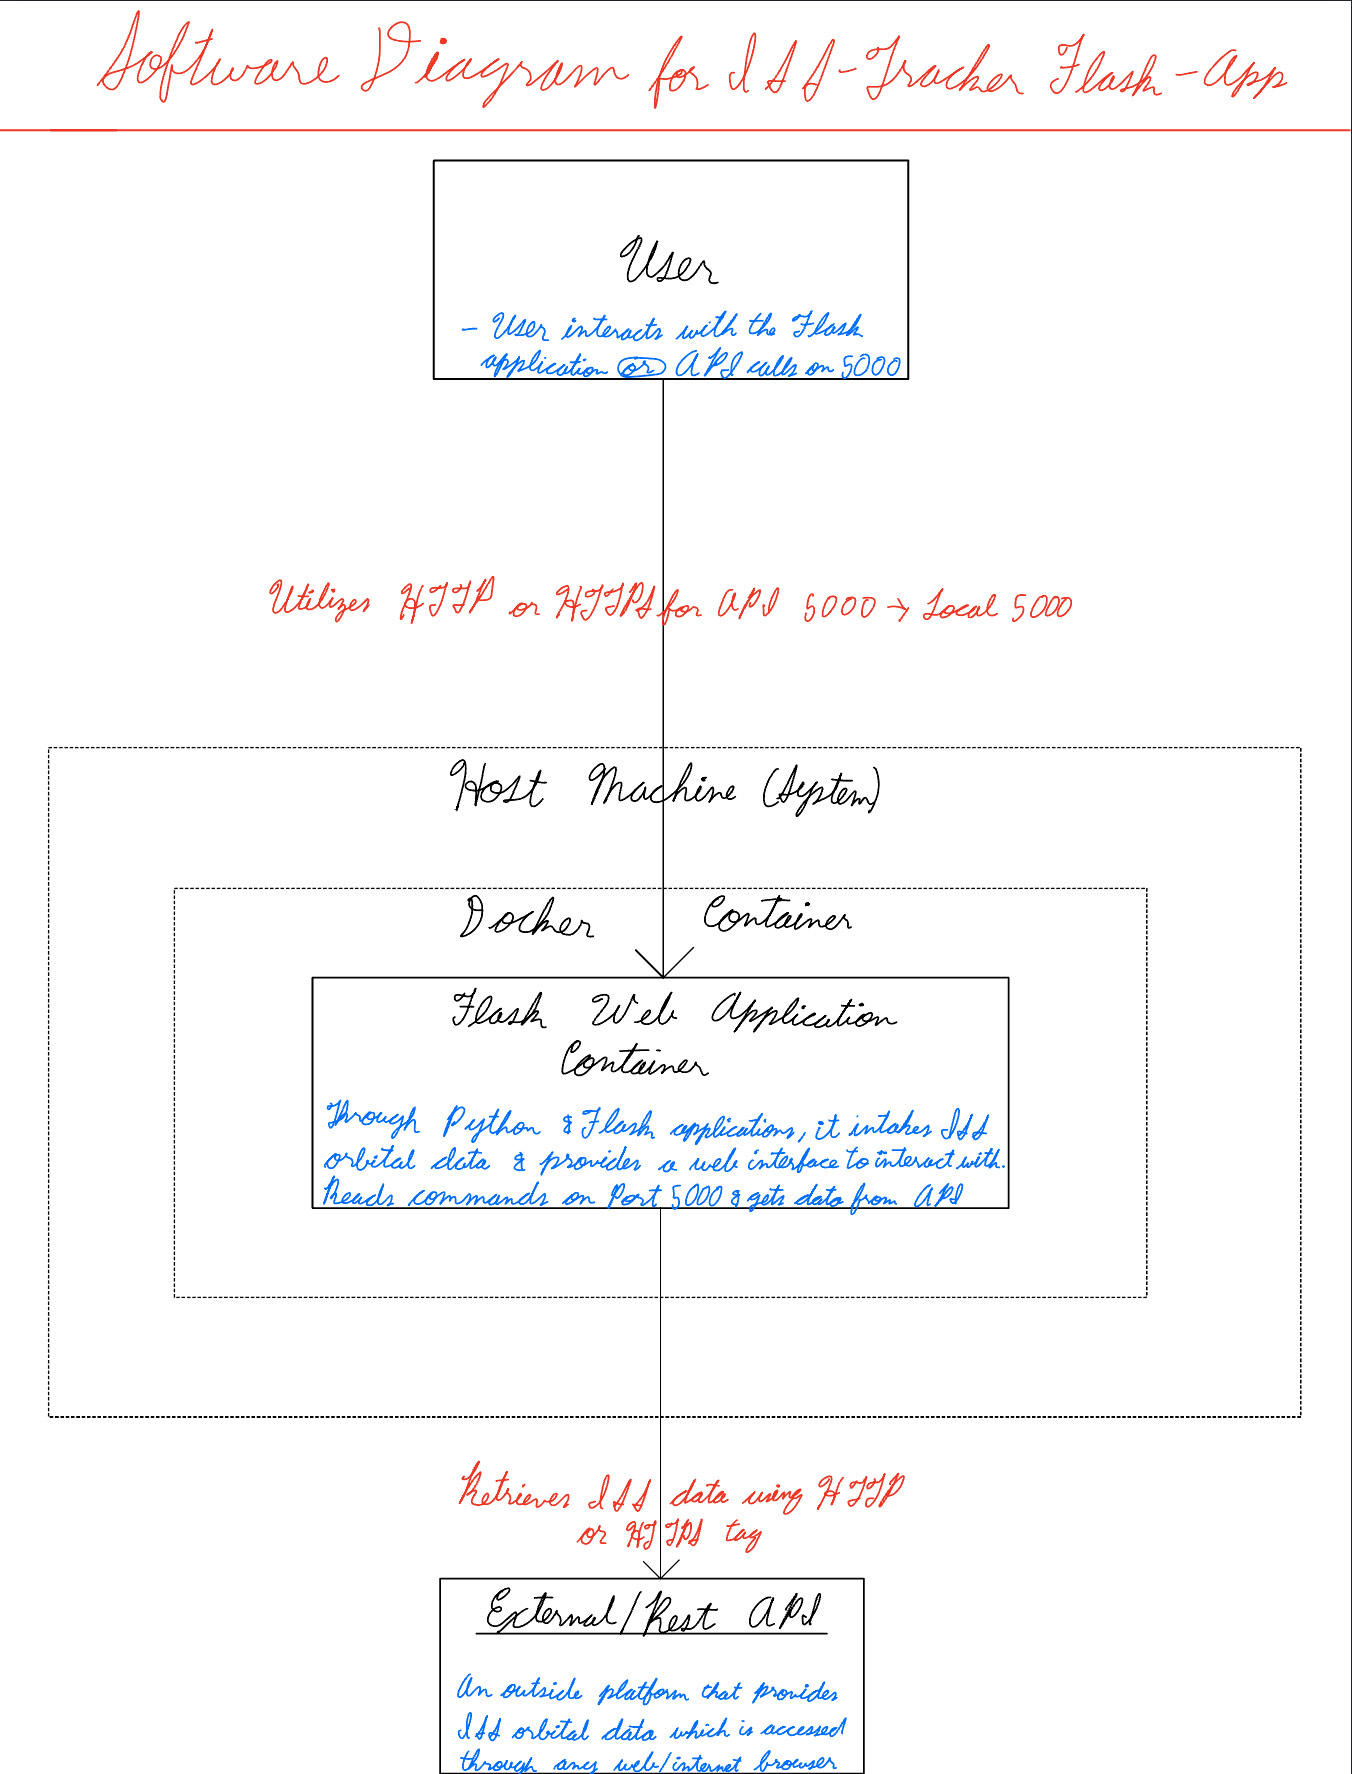 Software Diagram for ISS-Tracker Flask-App
User
- User interacts with the Flask
application or API calls on 5000
Utilizes HTTP or HTTPS for API 5000 → Local 5000
Host Machine (System)
Docker Container
Flask Web Application
Container
Through Python & Flask applications, it intakes ISS
orbital data & provides a web interface to interact with.
Reads commands on Port 5000 & gets data from API
Retrieves ISS data using HTTP
or HTTPS tag
External/Rest API
An outside platform that provides
ISS orbital data which is accessed
through any web/internet browser